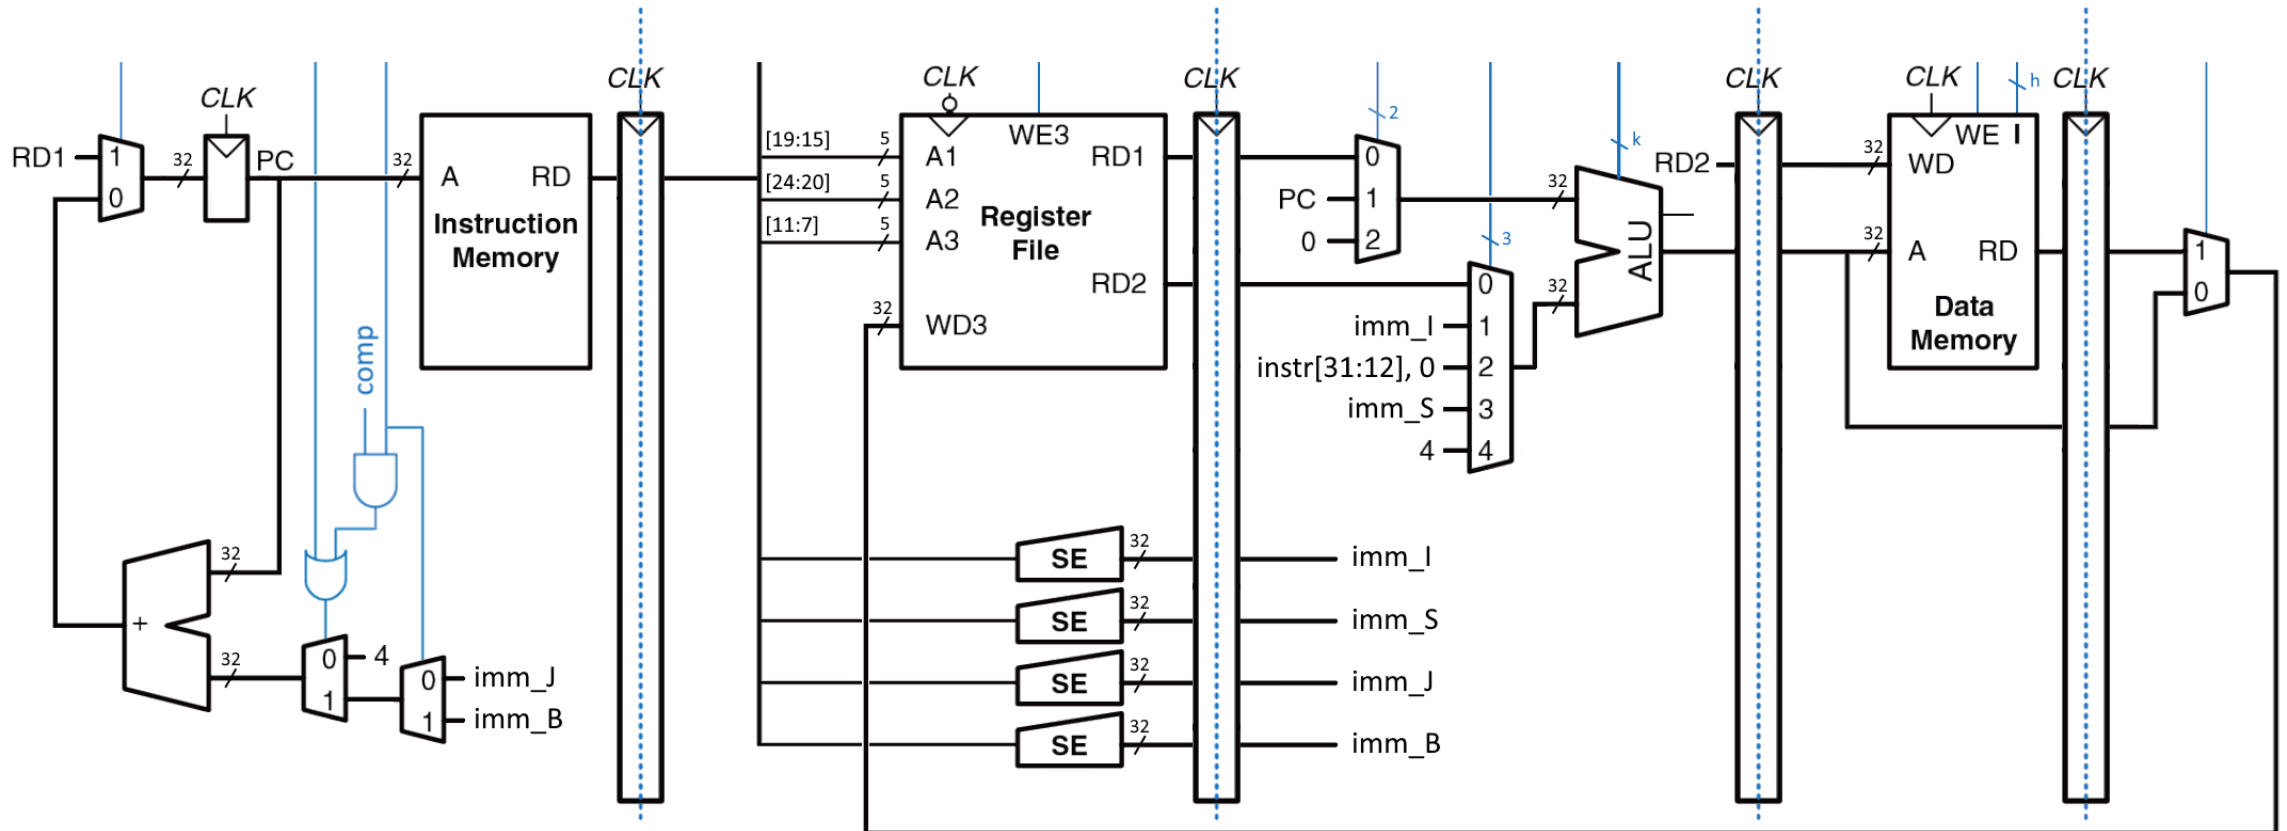 RD1
1
0
32
CLK
PC
32
A
RD
Instruction
Memory
comp
+
32
32
0
1
4
0
1
imm_J
imm_B
CLK
[19:15]
[24:20]
[11:7]
5
5
5
32
CLK
WE3
A1
A2
A3
WD3
RD1
RD2
Register
File
SE
SE
SE
SE
32
32
32
32
CLK
imm_I
imm_S
imm_J
imm_B
2
PC
0
0
1
2
3
imm_I
instr[31:12], 0
imm_S
4
0
1
2
3
4
32
32
k
ALU
RD2
CLK
32
32
CLK
WE
I
h
WD
A
RD
Data
Memory
CLK
1
0